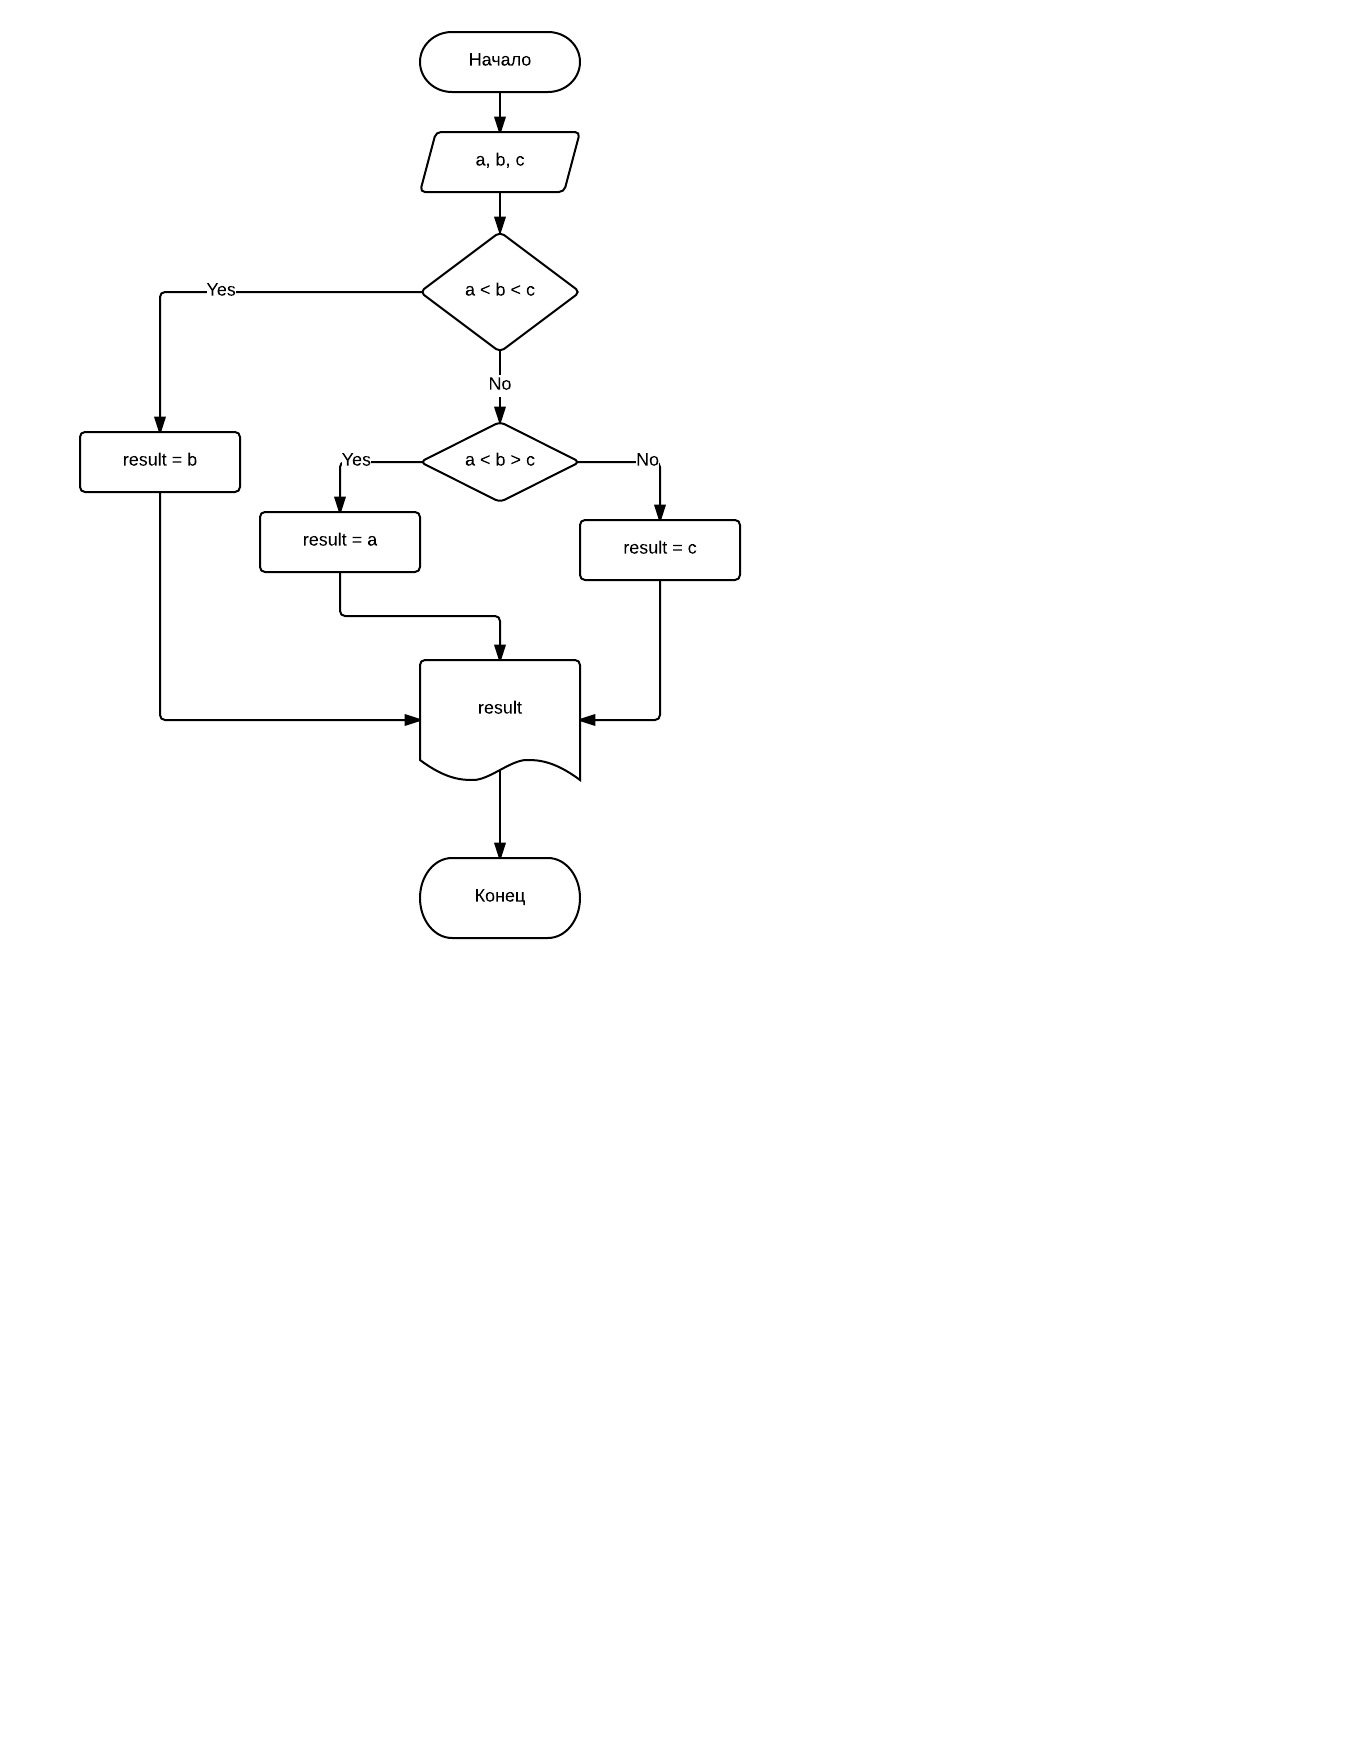 Начало
a, b, c
a < b < c
Yes
No
a < b > c
Yes
No
result = b
result = a
result = c
result
Конец